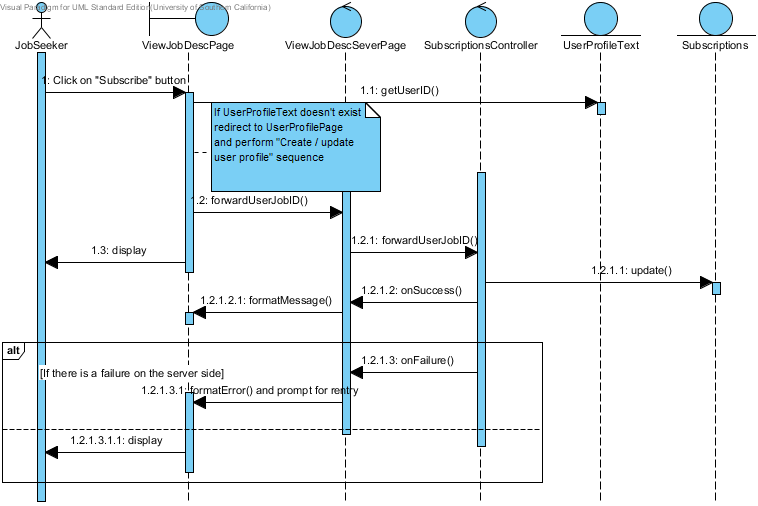 Visual Paradigm for UML Standard Edition(University of Southern California)
JobSeeker
ViewJobDescPage
ViewJobDescSeverPage
SubscriptionsController
UserProfileText
Subscriptions
1: Click on "Subscribe" button
1.1: getUserID()
If UserProfileText doesn't exist
redirect to UserProfilePage
and perform "Create / update
user profile" sequence
1.2: forwardUserJobID()
1.2.1: forwardUserJobID()
1.3: display
1.2.1.1: update()
1.2.1.2: onSuccess()
1.2.1.2.1: formatMessage()
alt
1.2.1.3: onFailure()
[If there is a failure on the server side]
1.2.1.3.1: formatError() and prompt for rentry
1.2.1.3.1.1: display